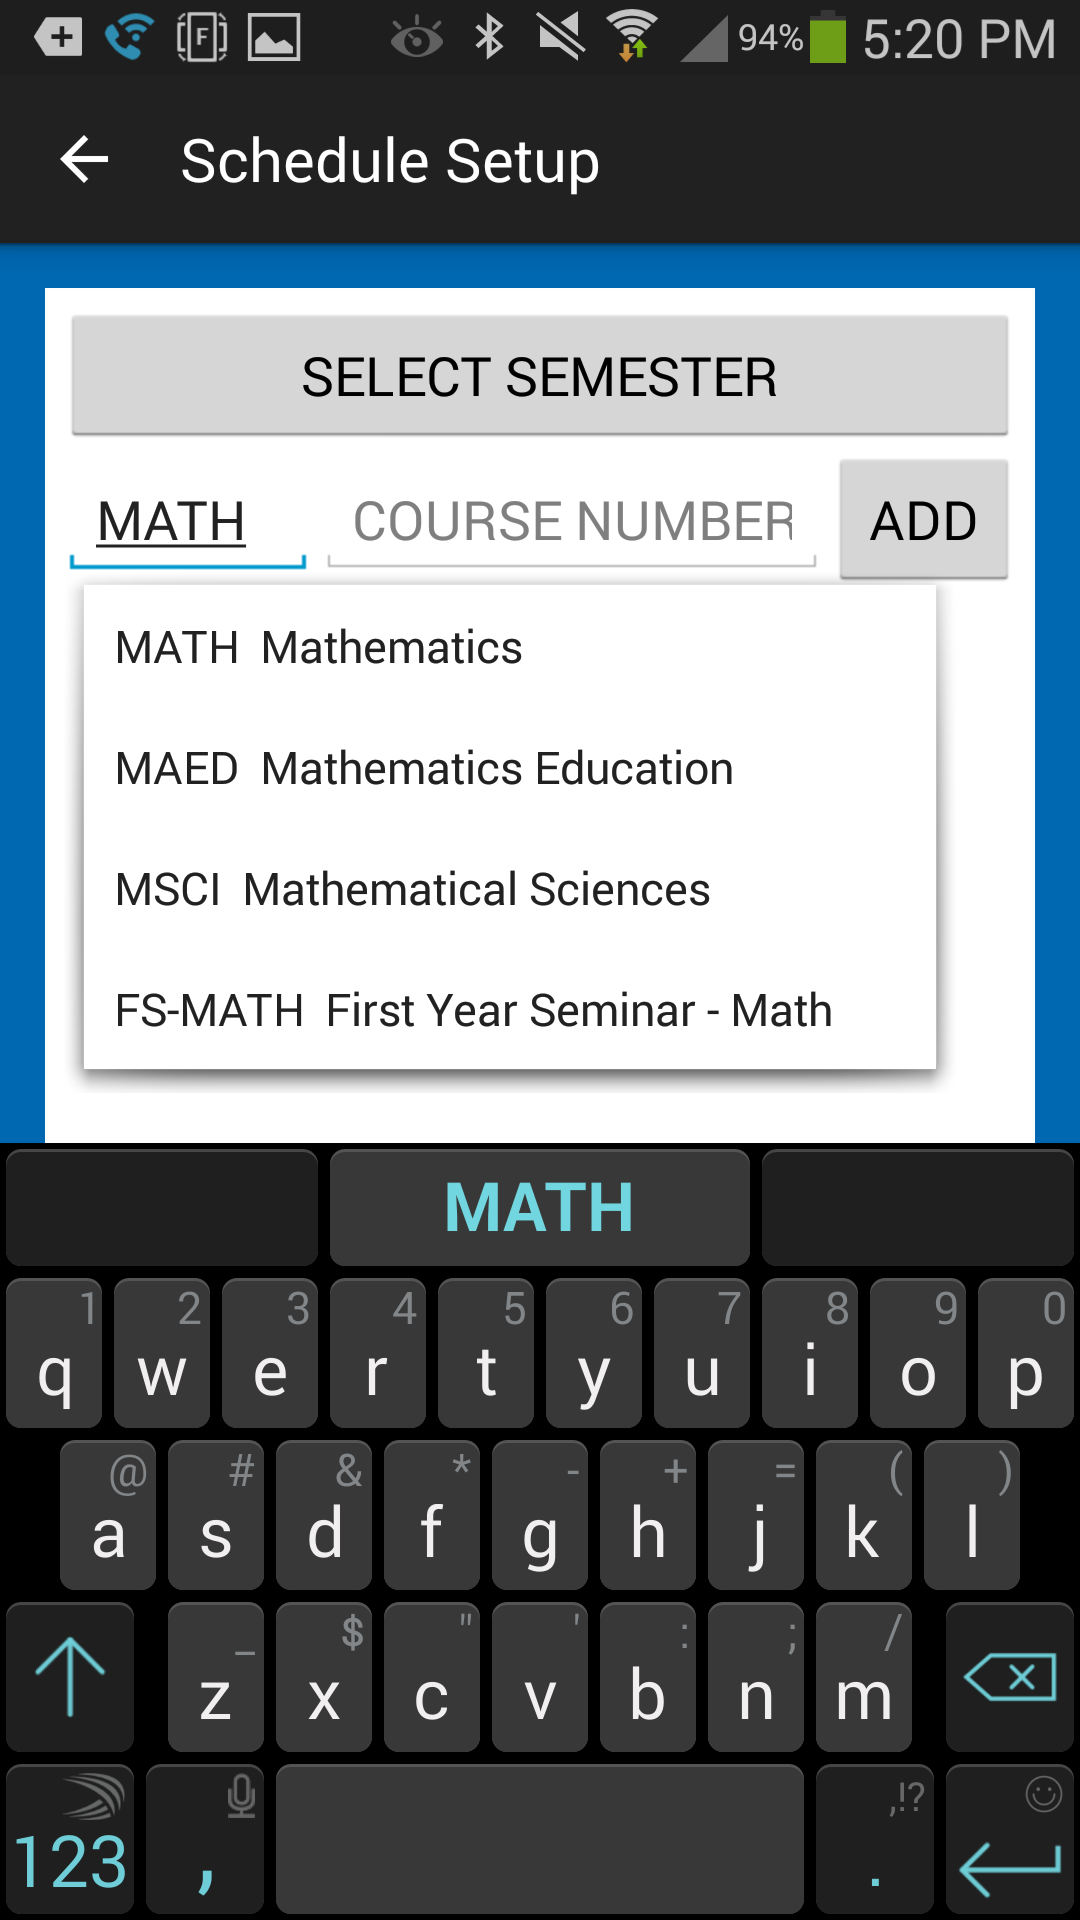 F 94% 5:20 PM
Schedule Setup
SELECT SEMESTER
MATH COURSE NUMBER ADD
MATH Mathematics
MAED Mathematics Education
MSCI Mathematical Sciences
FS-MATH First Year Seminar - Math
MATH
1 2 3 4 5 6 7 8 9 0
q w e r t y u i o p
@ # & * - + = ( )
a s d f g h j k l
_ $ " ' : ; /
z x c v b n m
,!?
123 , .